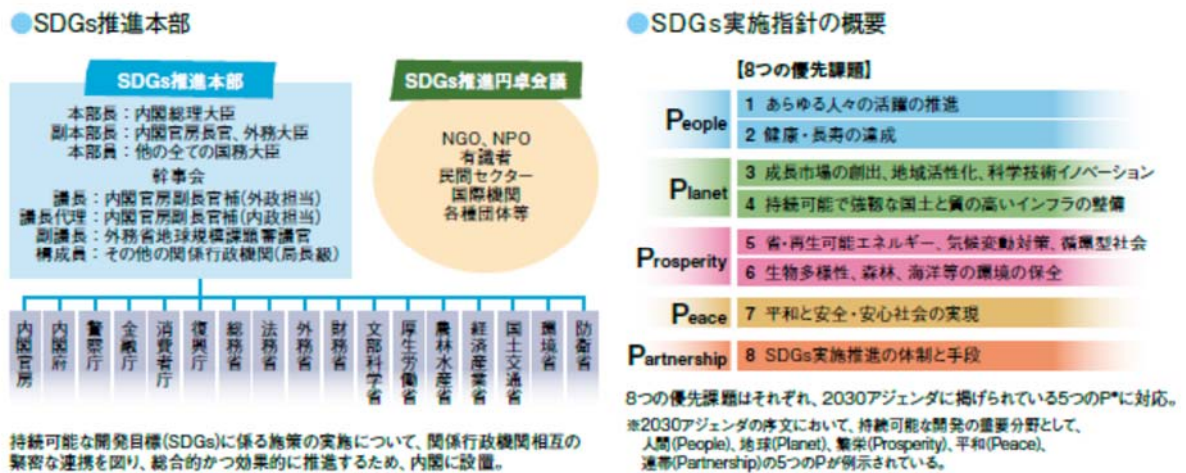 ●SDGs推進本部
SDGs推進本部
本部長：内閣総理大臣
副本部長：内閣官房長官、外務大臣
本部員：他の全ての国務大臣
幹事会
議長：内閣官房副長官補(外政担当)
議長代理：内閣官房副長官補(内政担当)
副議長：外務省地球規模課題審議官
構成員：その他の関係行政機関(局長級)
SDGs推進円卓会議
NGO、NPO
有識者
民間セクター
国際機関
各種団体等
内閣官房
内閣府
警察庁
金融庁
消費者庁
復興庁
総務省
法務省
外務省
財務省
文部科学省
厚生労働省
農林水産省
経済産業省
国土交通省
環境省
防衛省
持続可能な開発目標(SDGs)に係る施策の実施について、関係行政機関相互の
緊密な連携を図り、総合的かつ効果的に推進するため、内閣に設置。
●SDGs実施指針の概要
【8つの優先課題】
People
1 あらゆる人々の活躍の推進
2 健康・長寿の達成
Planet
3 成長市場の創出、地域活性化、科学技術イノベーション
4 持続可能で強靱な国土と質の高いインフラの整備
Prosperity
5 省・再生可能エネルギー、気候変動対策、循環型社会
6 生物多様性、森林、海洋等の環境の保全
Peace
7 平和と安全・安心社会の実現
Partnership
8 SDGs実施推進の体制と手段
8つの優先課題はそれぞれ、2030アジェンダに掲げられている5つのP*に対応。
※2030アジェンダの序文において、持続可能な開発の重要分野として、
人間(People)、地球(Planet)、繁栄(Prosperity)、平和(Peace)、
連帯(Partnership)の5つのPが例示されている。